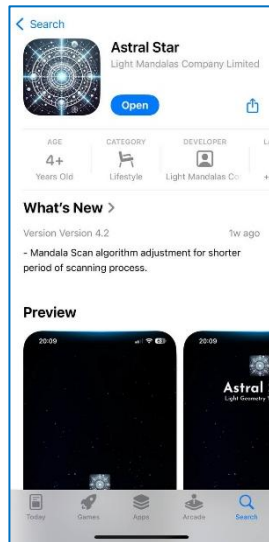 Search
Astral Star
Light Mandalas Company Limited
Open
AGE
CATEGORY
DEVELOPER
4+
Years Old
Lifestyle
Light Mandalas Co
What's New
Version Version 4.2
1w ago
- Mandala Scan algorithm adjustment for shorter
period of scanning process.
Preview
20:09
20:09
Astral
Light Geometry
Today
Games
Apps
Arcade
Search